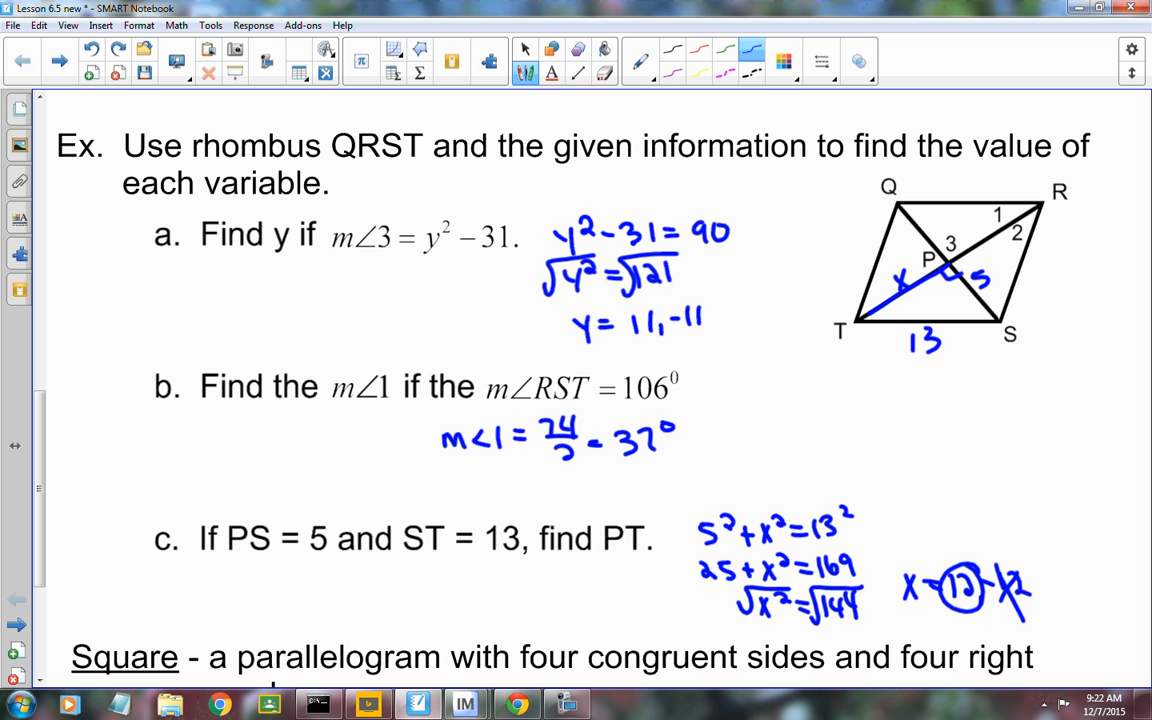 Lesson 6.5 new * - SMART Notebook
File Edit View Insert Format Math Tools Response Add-ons Help
Ex. Use rhombus QRST and the given information to find the value of
each variable.
a. Find y if m∠3 = y² − 31.
y² - 31 = 90
√y² = √121
y = 11, -11
Q
R
1
2
3
P
x
5
T
S
13
b. Find the m∠1 if the m∠RST = 106⁰
m<1 = 74/2 = 37°
c. If PS = 5 and ST = 13, find PT.
5² + x² = 13²
25 + x² = 169
√x² = √144
x = 12, -12
Square - a parallelogram with four congruent sides and four right
IM
9:22 AM
12/7/2015